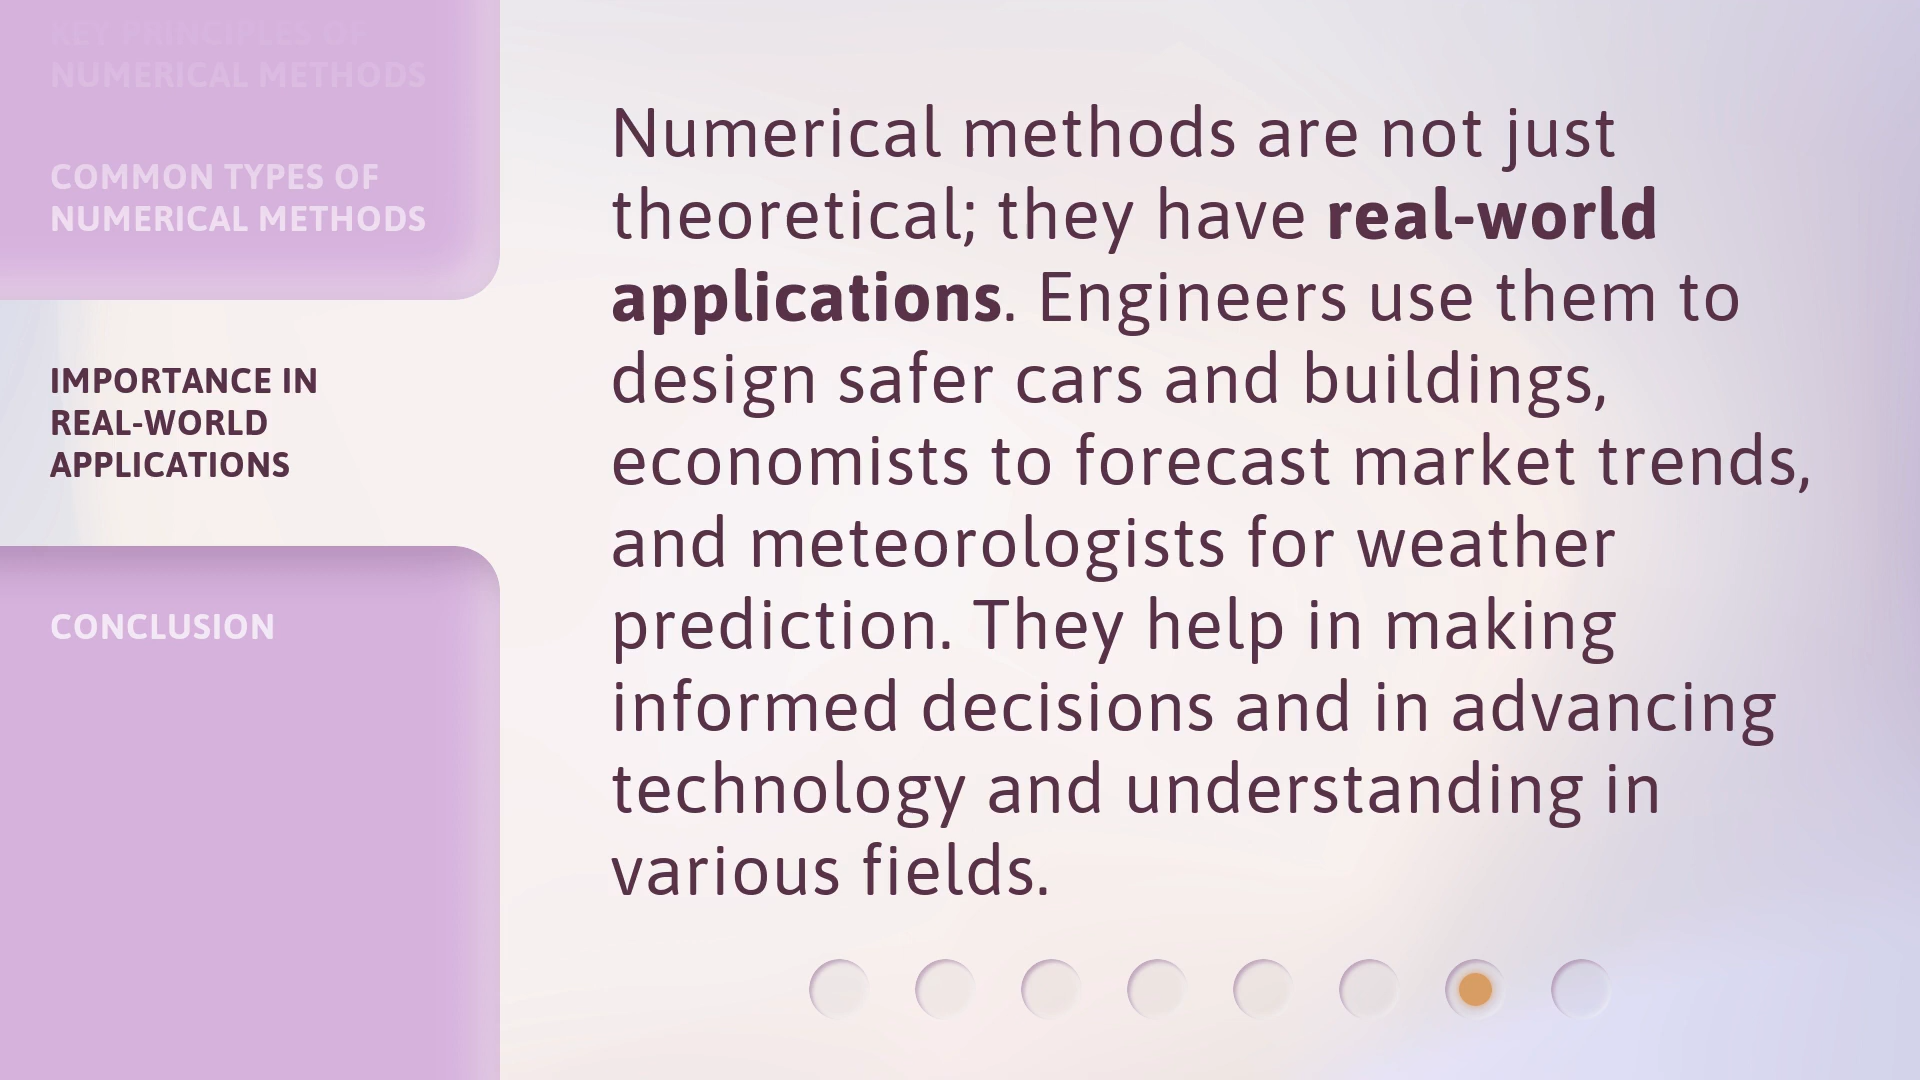 KEY PRINCIPLES OF
NUMERICAL METHODS
COMMON TYPES OF
NUMERICAL METHODS
IMPORTANCE IN
REAL-WORLD
APPLICATIONS
CONCLUSION
Numerical methods are not just
theoretical; they have real-world
applications. Engineers use them to
design safer cars and buildings,
economists to forecast market trends,
and meteorologists for weather
prediction. They help in making
informed decisions and in advancing
technology and understanding in
various fields.